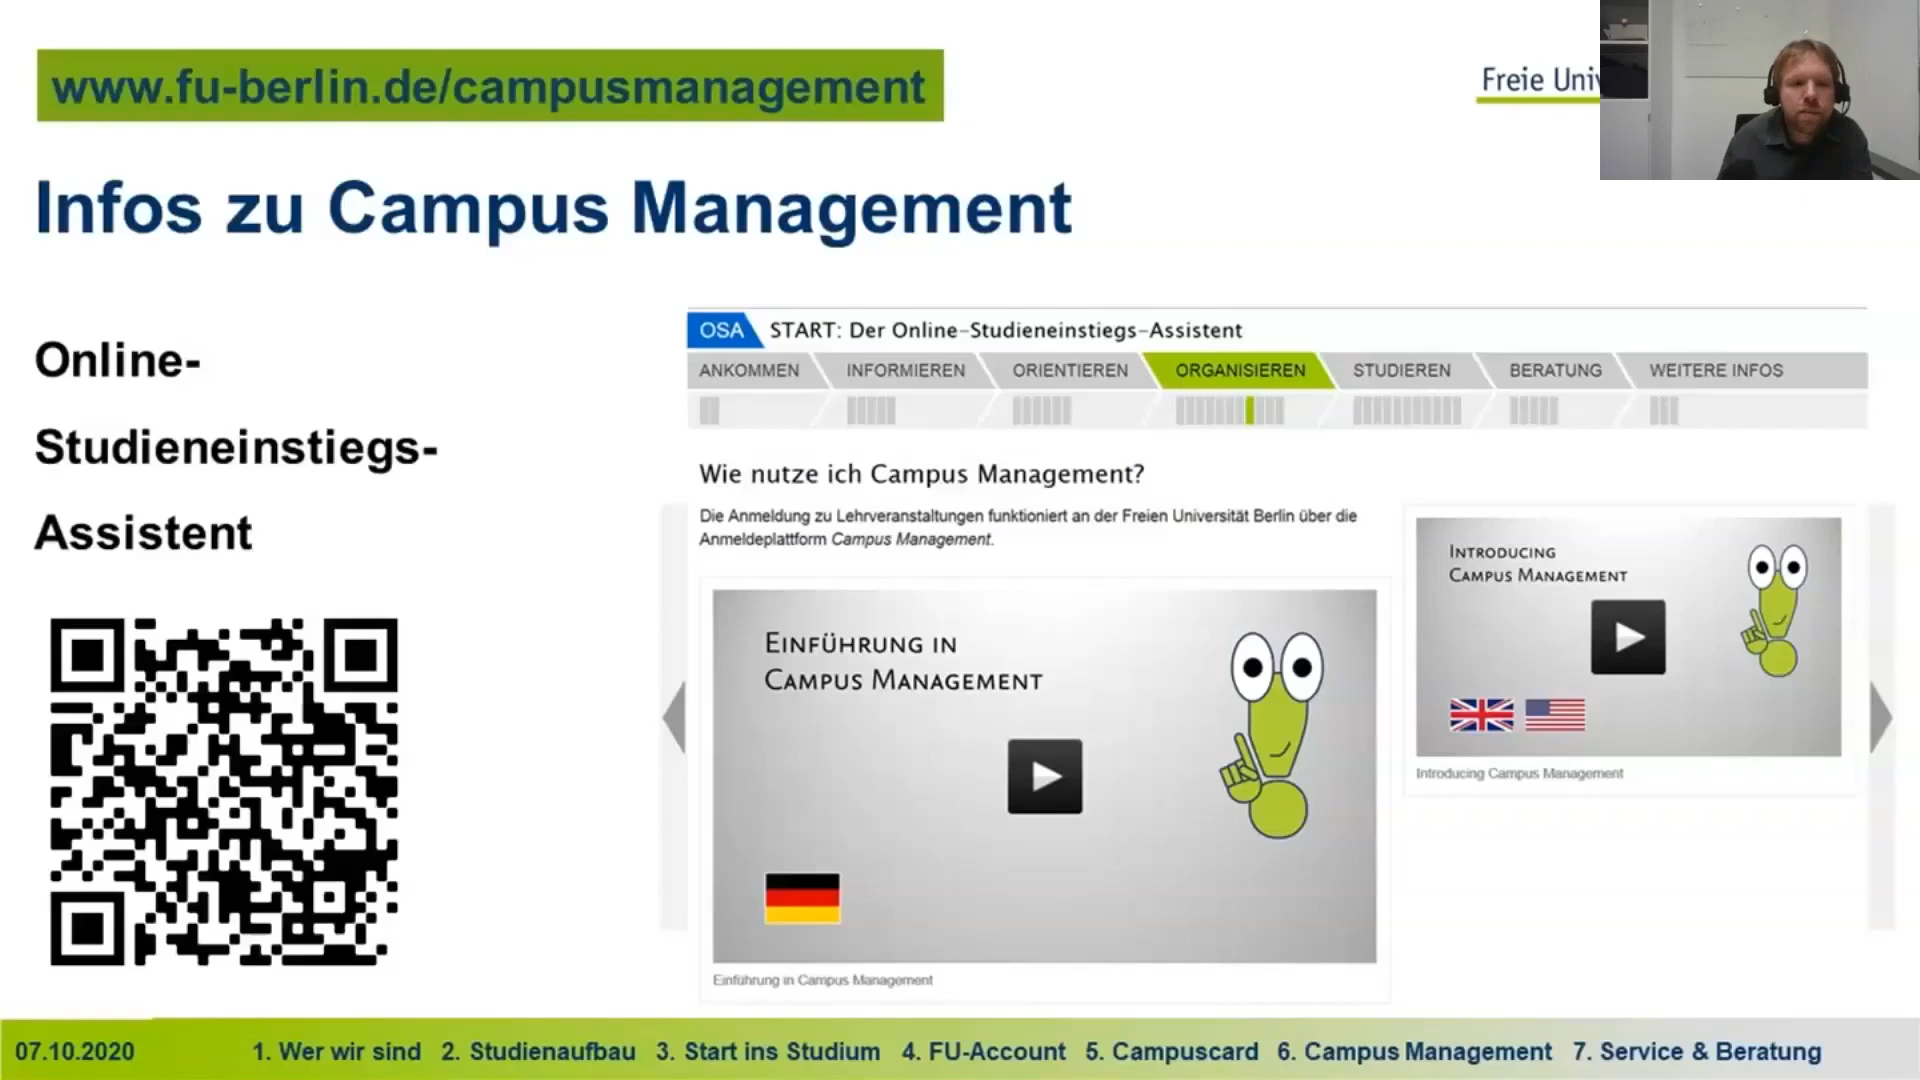 www.fu-berlin.de/campusmanagement
Freie Univ
Infos zu Campus Management
Online-
Studieneinstiegs-
Assistent
OSA START: Der Online-Studieneinstiegs-Assistent
ANKOMMEN INFORMIEREN ORIENTIEREN ORGANISIEREN STUDIEREN BERATUNG WEITERE INFOS
Wie nutze ich Campus Management?
Die Anmeldung zu Lehrveranstaltungen funktioniert an der Freien Universität Berlin über die
Anmeldeplattform Campus Management.
EINFÜHRUNG IN
CAMPUS MANAGEMENT
Einführung in Campus Management
INTRODUCING
CAMPUS MANAGEMENT
Introducing Campus Management
07.10.2020 1. Wer wir sind 2. Studienaufbau 3. Start ins Studium 4. FU-Account 5. Campuscard 6. Campus Management 7. Service & Beratung